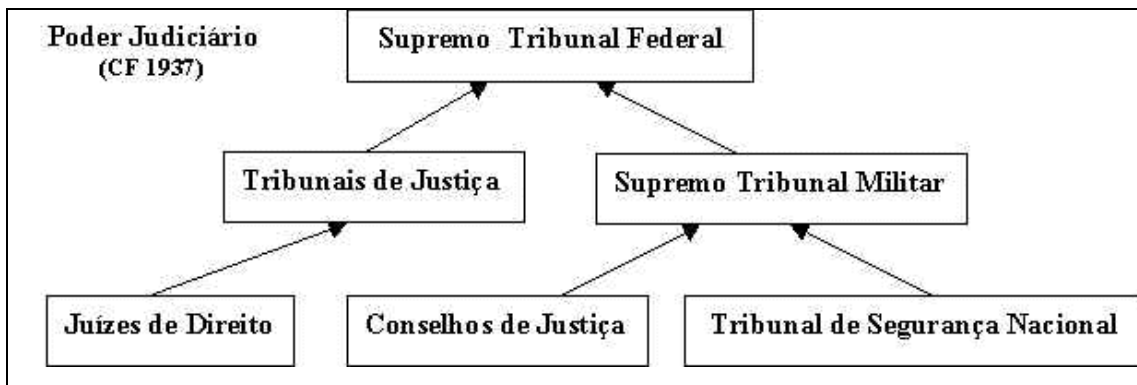 Poder Judiciário
(CF 1937)
Supremo Tribunal Federal
Tribunais de Justiça
Supremo Tribunal Militar
Juízes de Direito
Conselhos de Justiça
Tribunal de Segurança Nacional